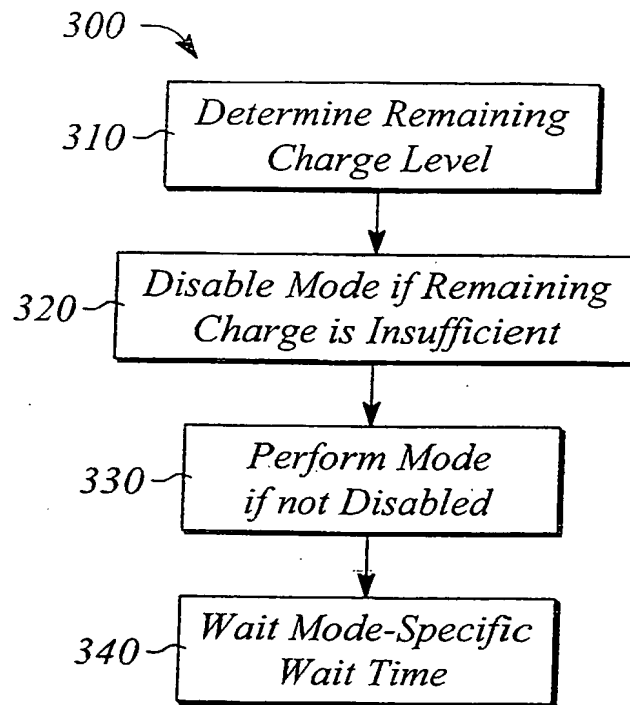 300
310
Determine Remaining
Charge Level
320
Disable Mode if Remaining
Charge is Insufficient
330
Perform Mode
if not Disabled
340
Wait Mode-Specific
Wait Time